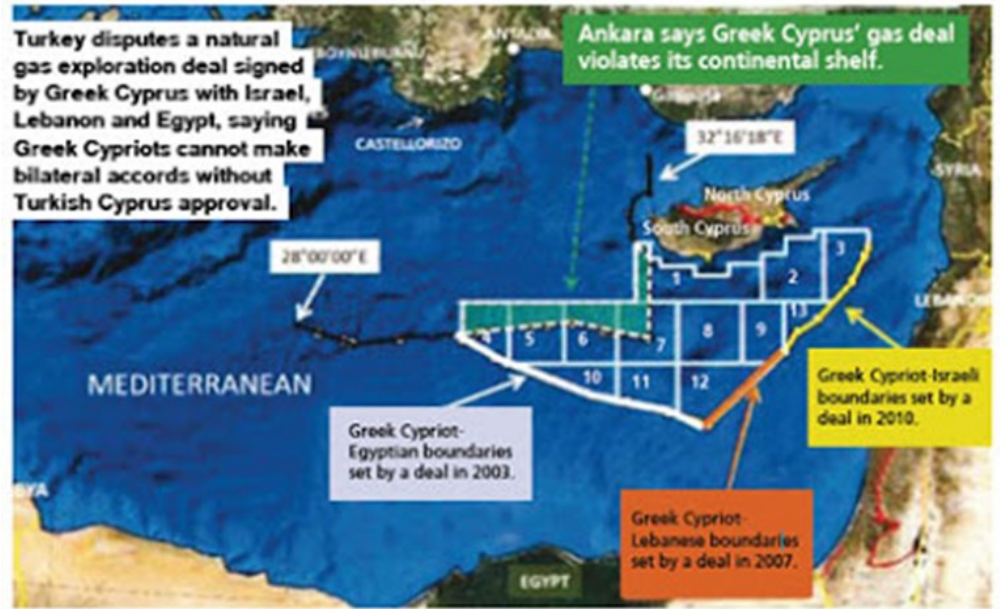 Turkey disputes a natural
gas exploration deal signed
by Greek Cyprus with Israel,
Lebanon and Egypt, saying
Greek Cypriots cannot make
bilateral accords without
Turkish Cyprus approval.
Ankara says Greek Cyprus' gas deal
violates its continental shelf.
ANTALYA
CASTELLORIZO
32°16'18"E
SYRIA
North Cyprus
South Cyprus
28°00'00"E
3
1
2
LEBANON
13
4
5
6
7
8
9
10
11
12
MEDITERRANEAN
Greek Cypriot-Israeli
boundaries set by a
deal in 2010.
Greek Cypriot-
Egyptian boundaries
set by a deal in 2003.
Greek Cypriot-
Lebanese boundaries
set by a deal in 2007.
EGYPT